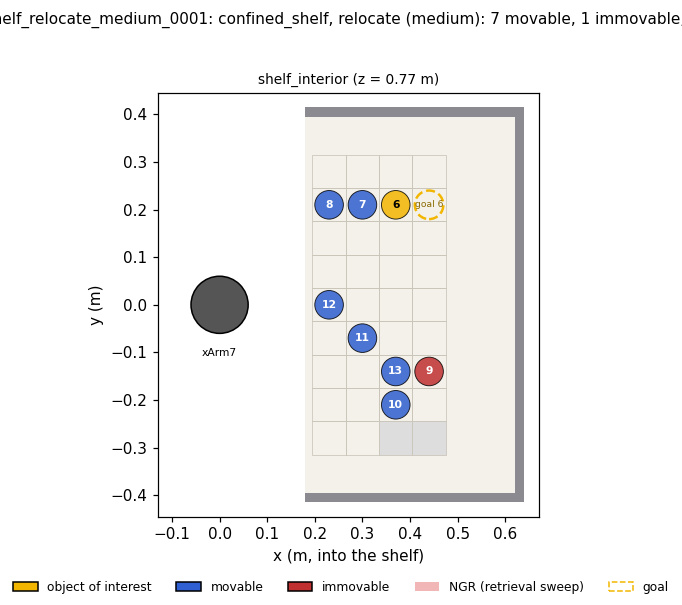 elf_relocate_medium_0001: confined_shelf, relocate (medium): 7 movable, 1 immovable,
shelf_interior (z = 0.77 m)
0.4
0.3
0.2
0.1
0.0
−0.1
−0.2
−0.3
−0.4
y (m)
8
7
6
goal 6
12
11
13
9
10
xArm7
−0.1
0.0
0.1
0.2
0.3
0.4
0.5
0.6
x (m, into the shelf)
object of interest
movable
immovable
NGR (retrieval sweep)
goal